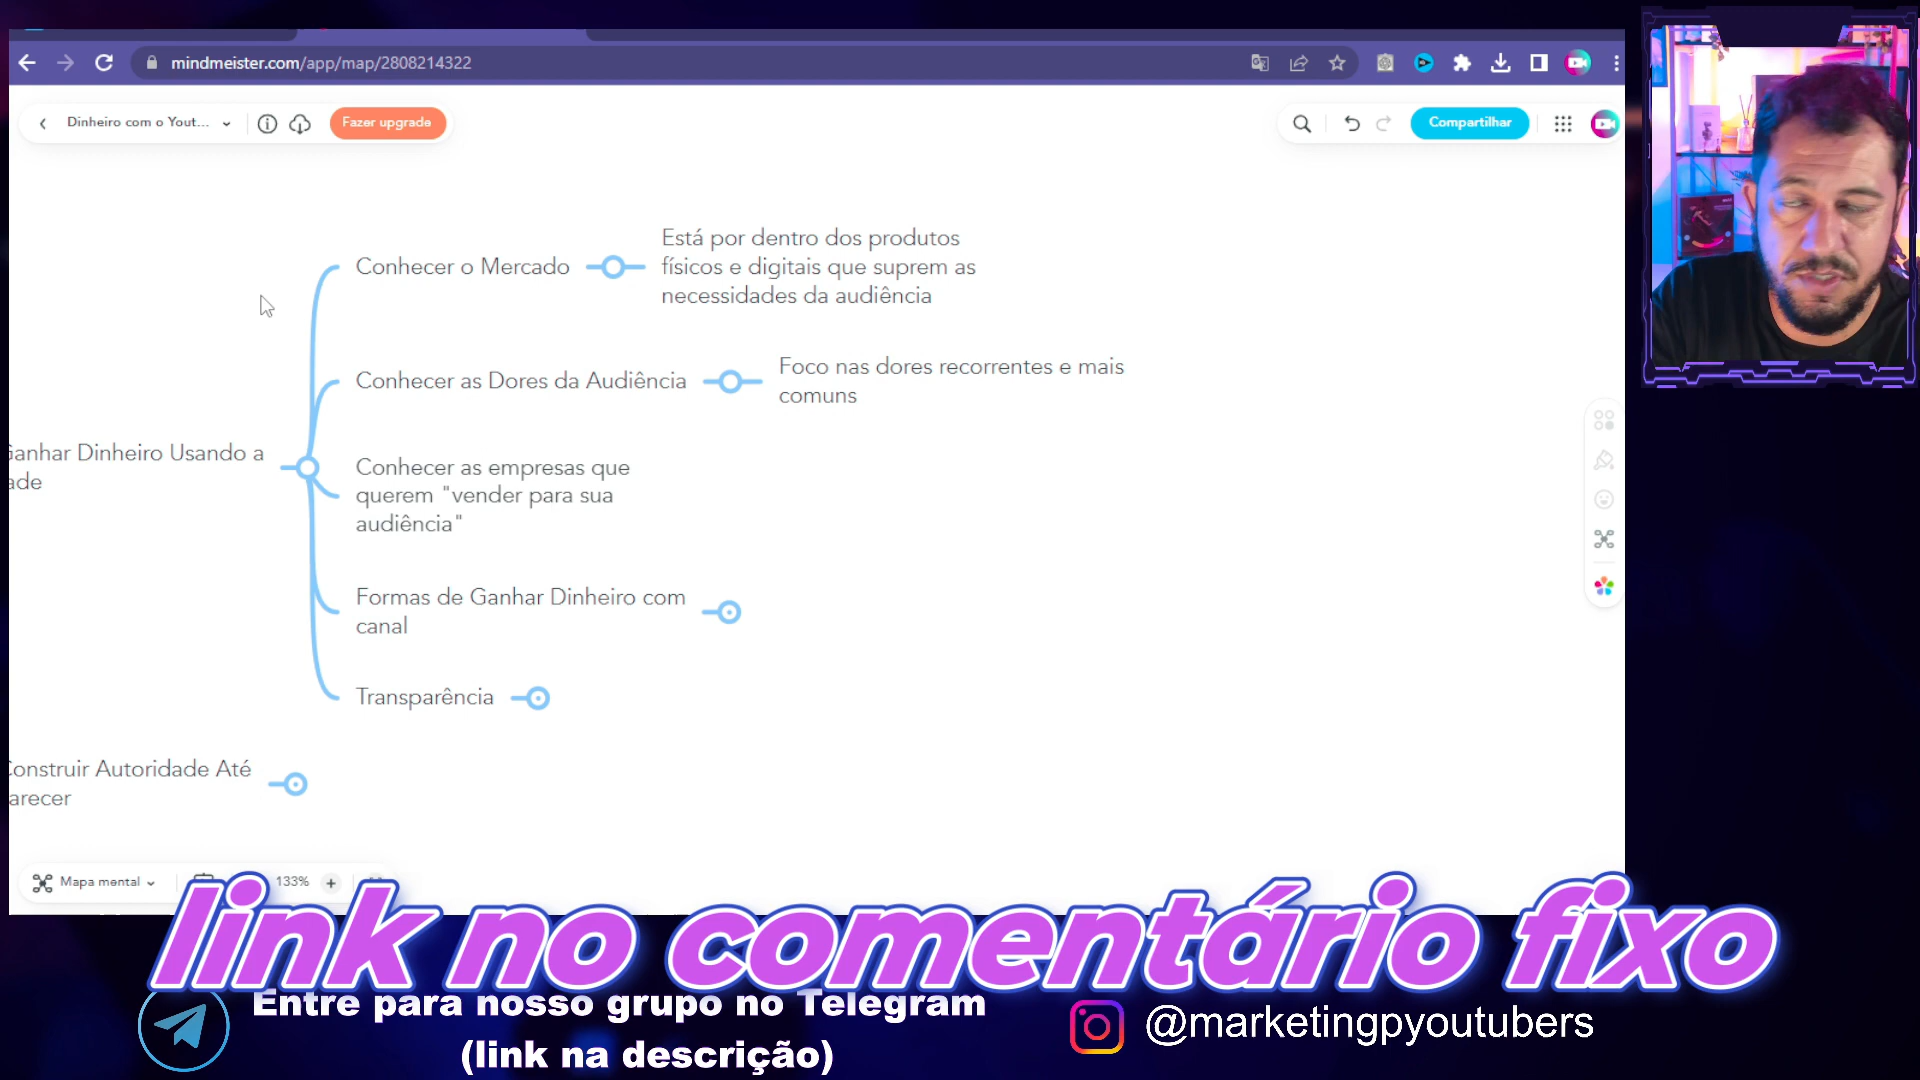 mindmeister.com/app/map/2808214322
Dinheiro com o Yout...
Fazer upgrade
Compartilhar
Conhecer o Mercado
Está por dentro dos produtos
físicos e digitais que suprem as
necessidades da audiência
Conhecer as Dores da Audiência
Foco nas dores recorrentes e mais
comuns
Ganhar Dinheiro Usando a
ade
Conhecer as empresas que
querem "vender para sua
audiência"
Formas de Ganhar Dinheiro com
canal
Transparência
Construir Autoridade Até
arecer
Mapa mental
133%
link no comentário fixo
Entre para nosso grupo no Telegram
(link na descrição)
@marketingpyoutubers